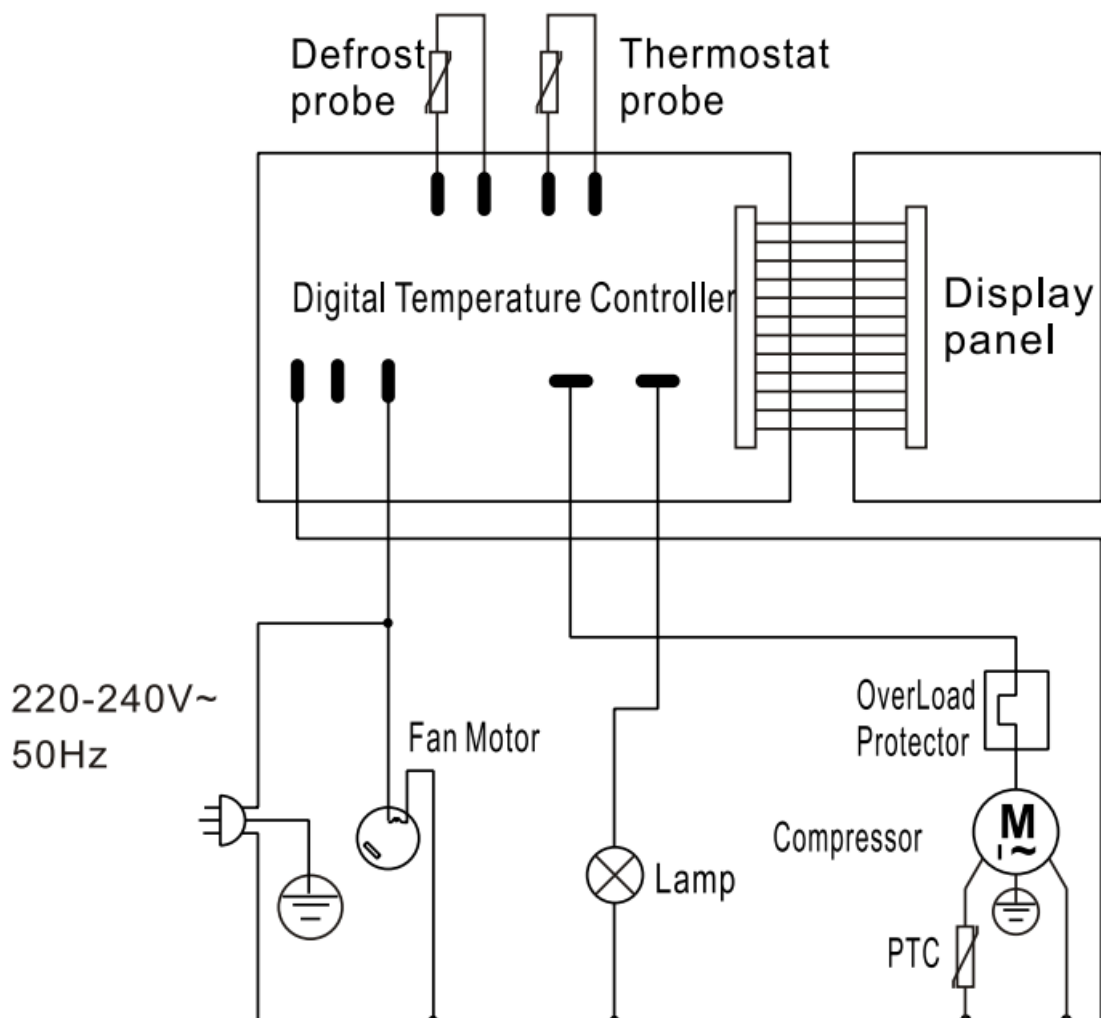 Defrost
probe
Thermostat
probe
Digital Temperature Controller
Display
panel
220-240V~
50Hz
Fan Motor
OverLoad
Protector
Compressor
M
1~
Lamp
PTC